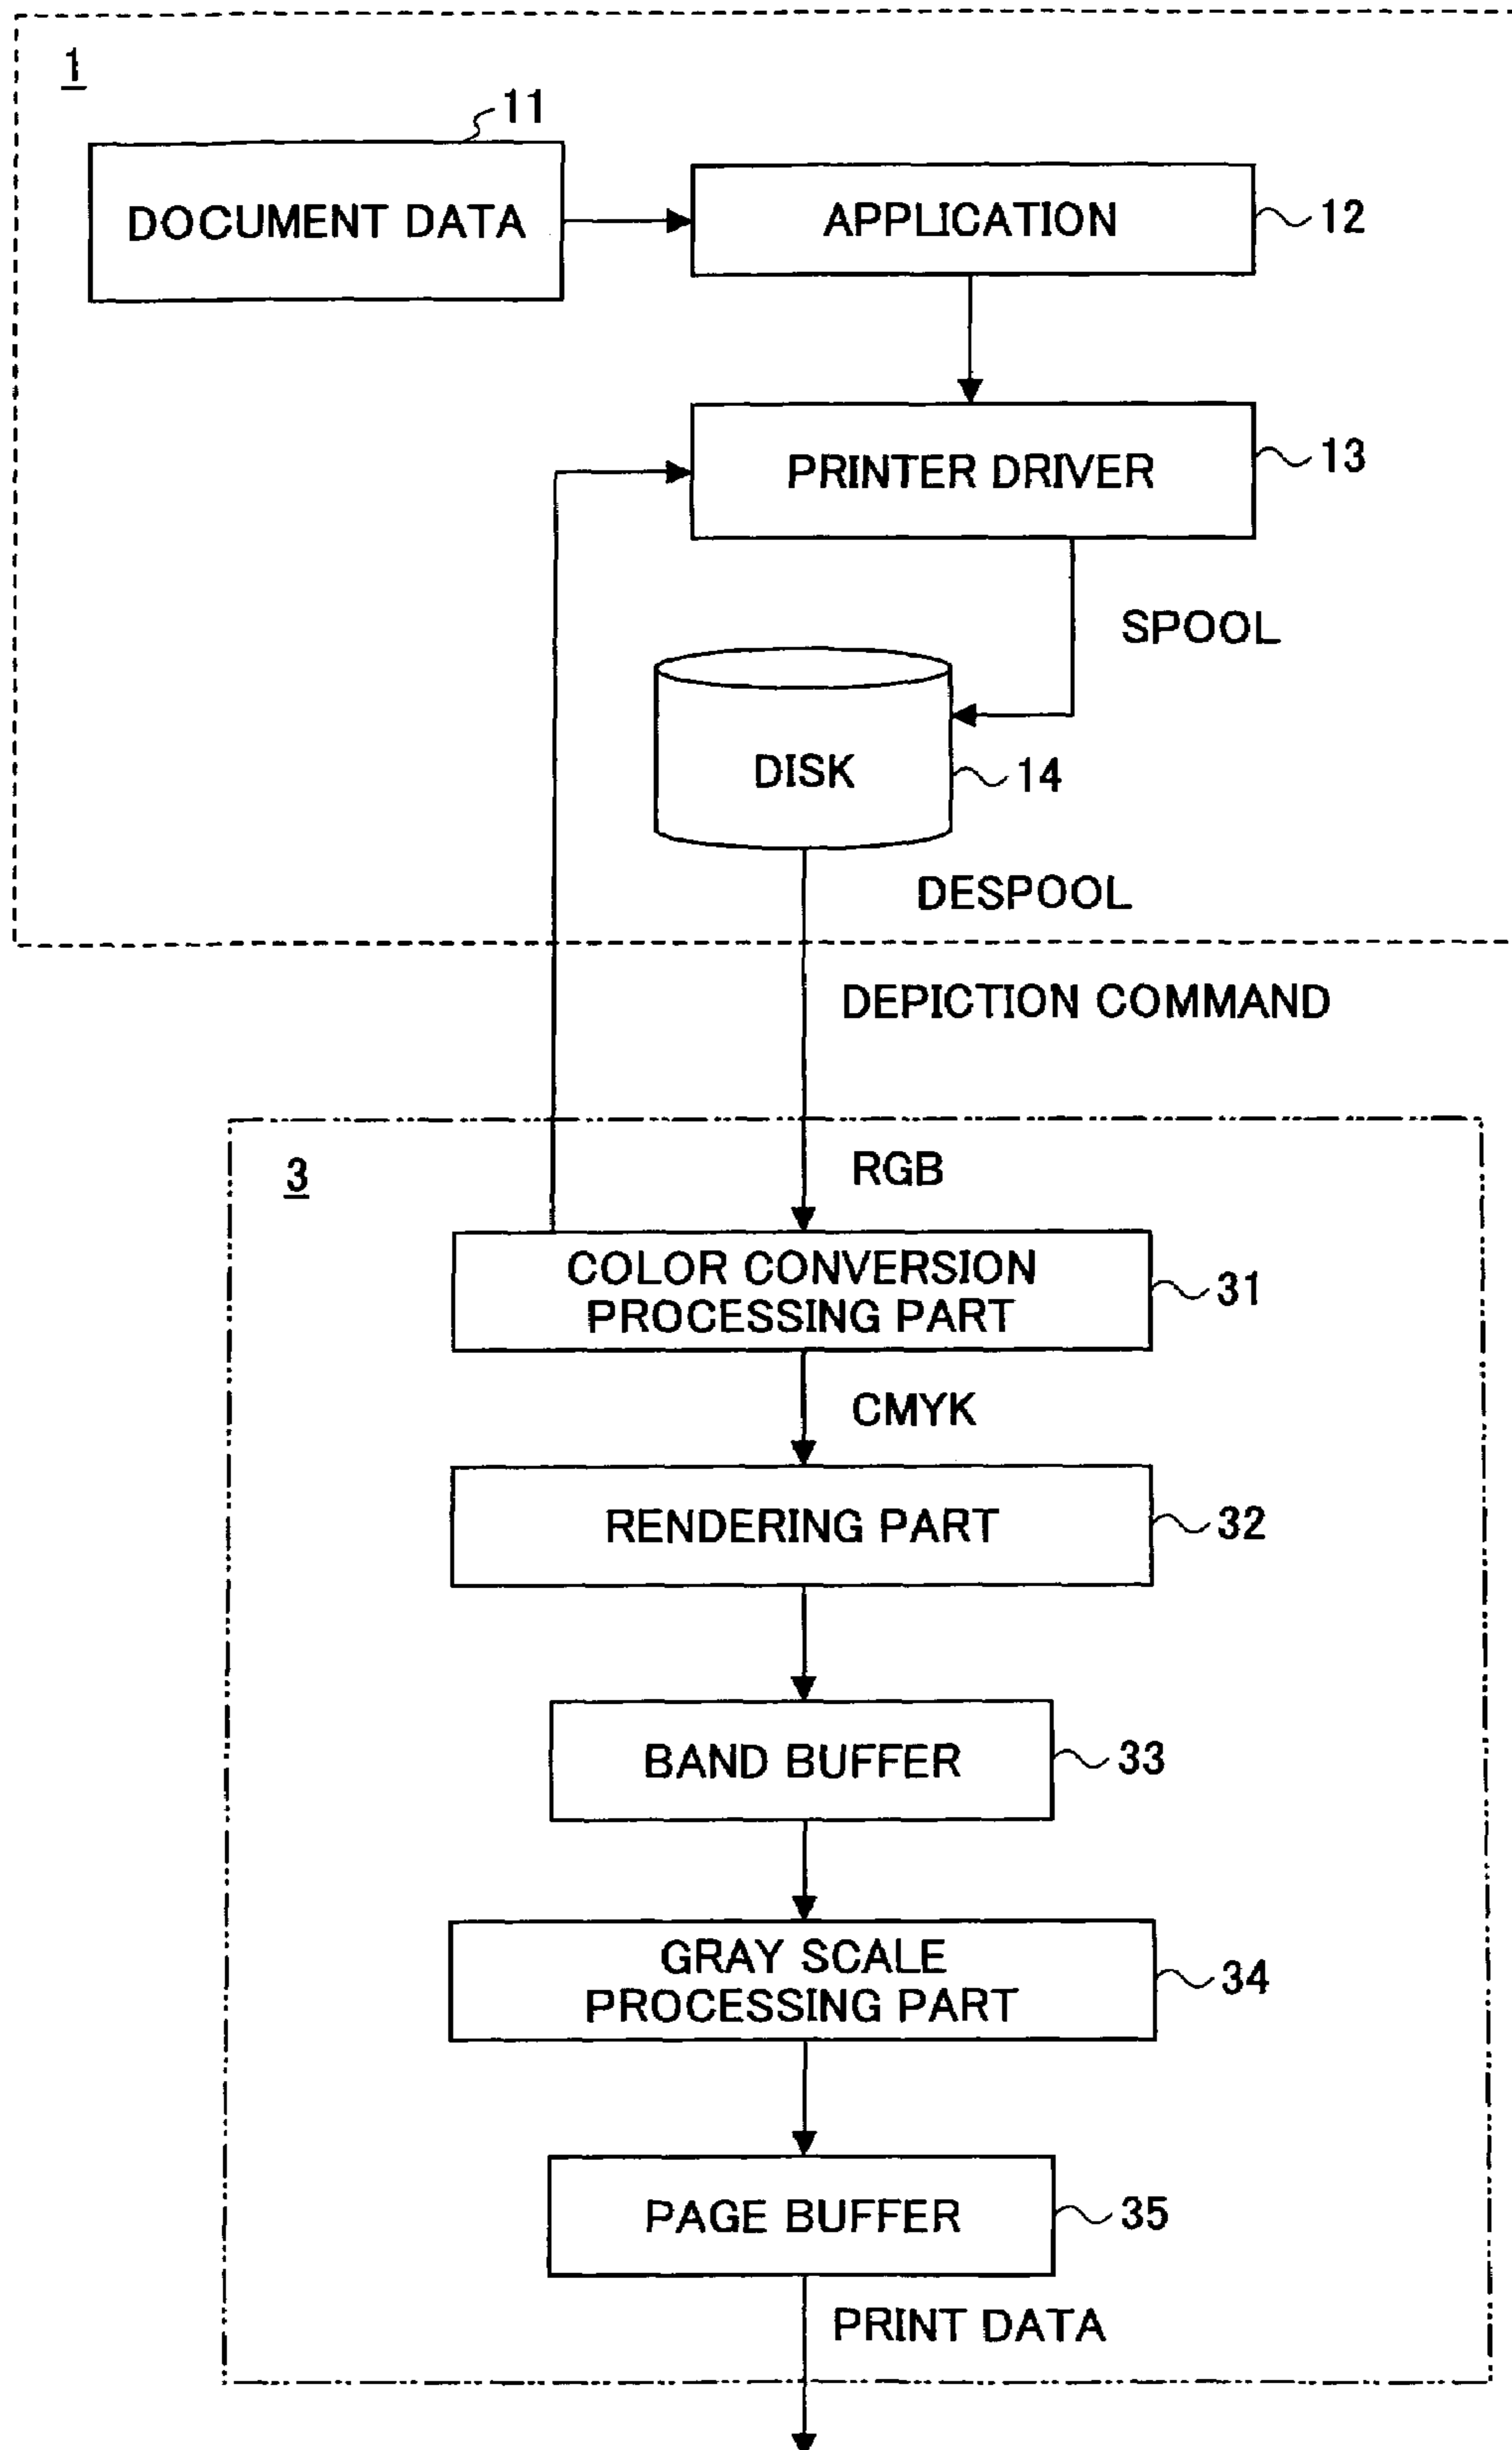 1
11
DOCUMENT DATA
APPLICATION
12
PRINTER DRIVER
13
SPOOL
DISK
14
DESPOOL
DEPICTION COMMAND
3
RGB
COLOR CONVERSION
PROCESSING PART
31
CMYK
RENDERING PART
32
BAND BUFFER
33
GRAY SCALE
PROCESSING PART
34
PAGE BUFFER
35
PRINT DATA